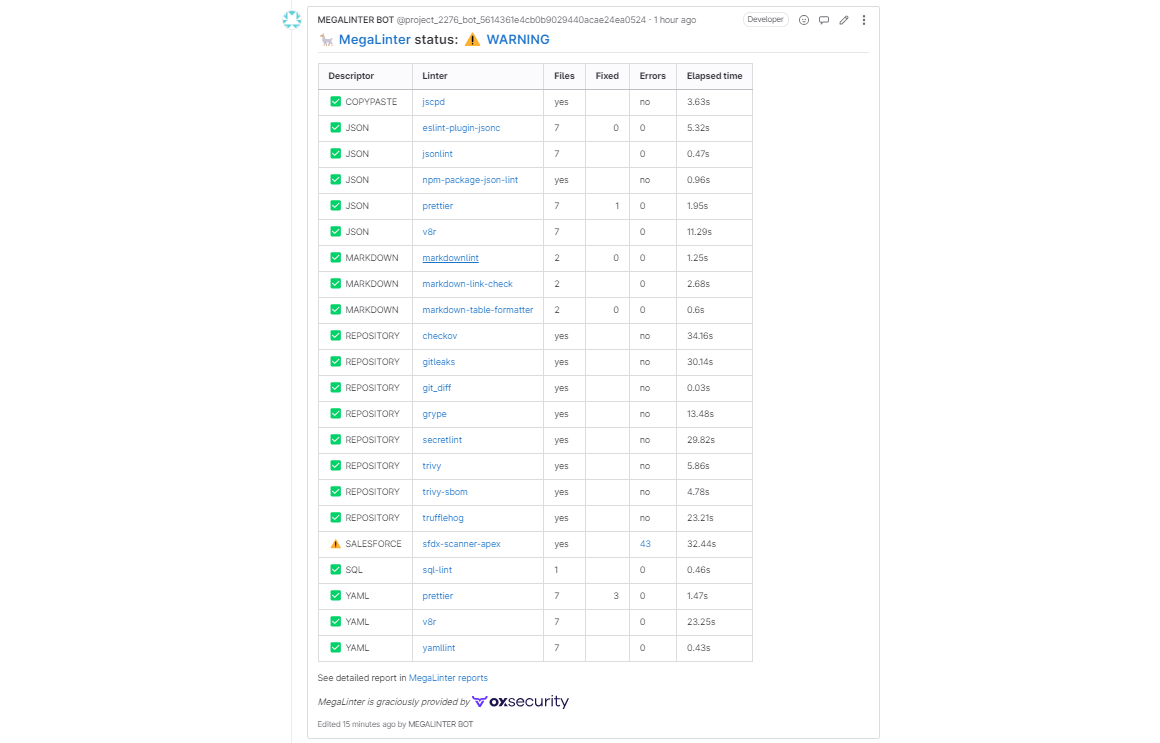 MEGALINTER BOT @project_2276_bot_5614361e4cb0b9029440acae24ea0524 · 1 hour ago Developer
MegaLinter status: WARNING
Descriptor Linter Files Fixed Errors Elapsed time
COPYPASTE jscpd yes no 3.63s
JSON eslint-plugin-jsonc 7 0 0 5.32s
JSON jsonlint 7 0 0.47s
JSON npm-package-json-lint yes no 0.96s
JSON prettier 7 1 0 1.95s
JSON v8r 7 0 11.29s
MARKDOWN markdownlint 2 0 0 1.25s
MARKDOWN markdown-link-check 2 0 2.68s
MARKDOWN markdown-table-formatter 2 0 0 0.6s
REPOSITORY checkov yes no 34.16s
REPOSITORY gitleaks yes no 30.14s
REPOSITORY git_diff yes no 0.03s
REPOSITORY grype yes no 13.48s
REPOSITORY secretlint yes no 29.82s
REPOSITORY trivy yes no 5.86s
REPOSITORY trivy-sbom yes no 4.78s
REPOSITORY trufflehog yes no 23.21s
SALESFORCE sfdx-scanner-apex yes 43 32.44s
SQL sql-lint 1 0 0.46s
YAML prettier 7 3 0 1.47s
YAML v8r 7 0 23.25s
YAML yamllint 7 0 0.43s
See detailed report in MegaLinter reports
MegaLinter is graciously provided by oxsecurity
Edited 15 minutes ago by MEGALINTER BOT